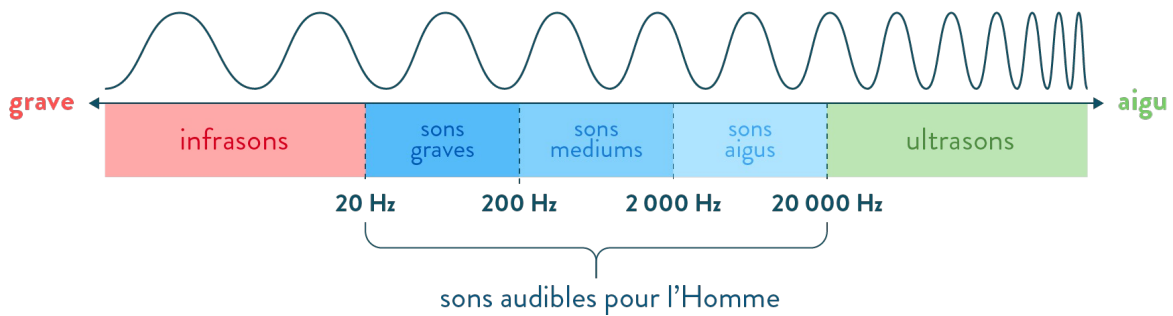 grave
aigu
infrasons
sons
graves
sons
mediums
sons
aigus
ultrasons
20 Hz
200 Hz
2 000 Hz
20 000 Hz
sons audibles pour l'Homme